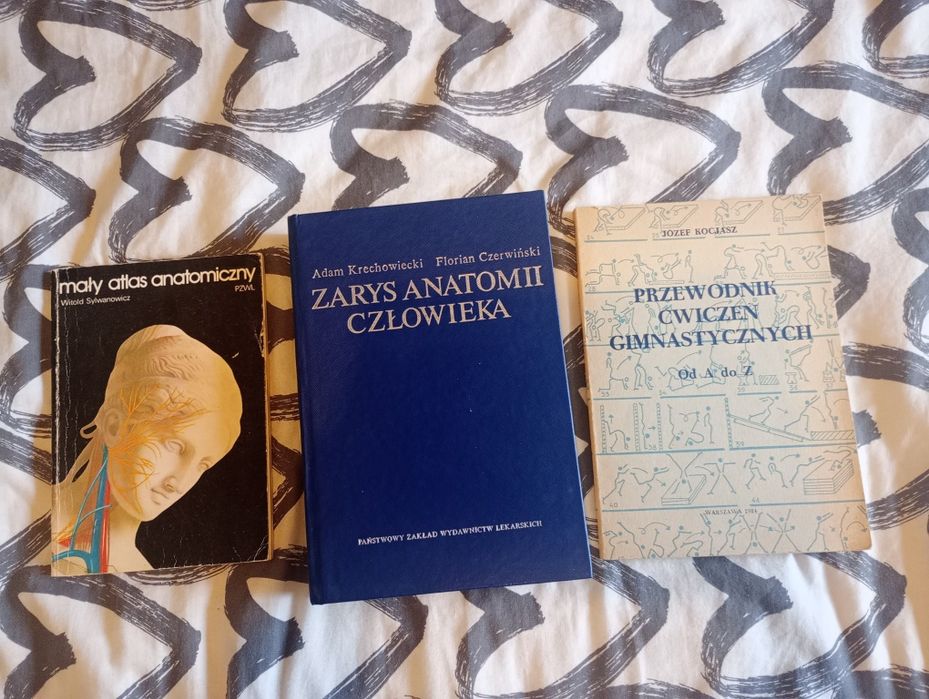 mały atlas anatomiczny
PZWL
Witold Sylwanowicz
Adam Krechowiecki Florian Czerwiński
ZARYS ANATOMII
CZŁOWIEKA
PAŃSTWOWY ZAKŁAD WYDAWNICTW LEKARSKICH
JÓZEF KOCJASZ
PRZEWODNIK
ĆWICZEŃ
GIMNASTYCZNYCH
Od A do Z
WARSZAWA